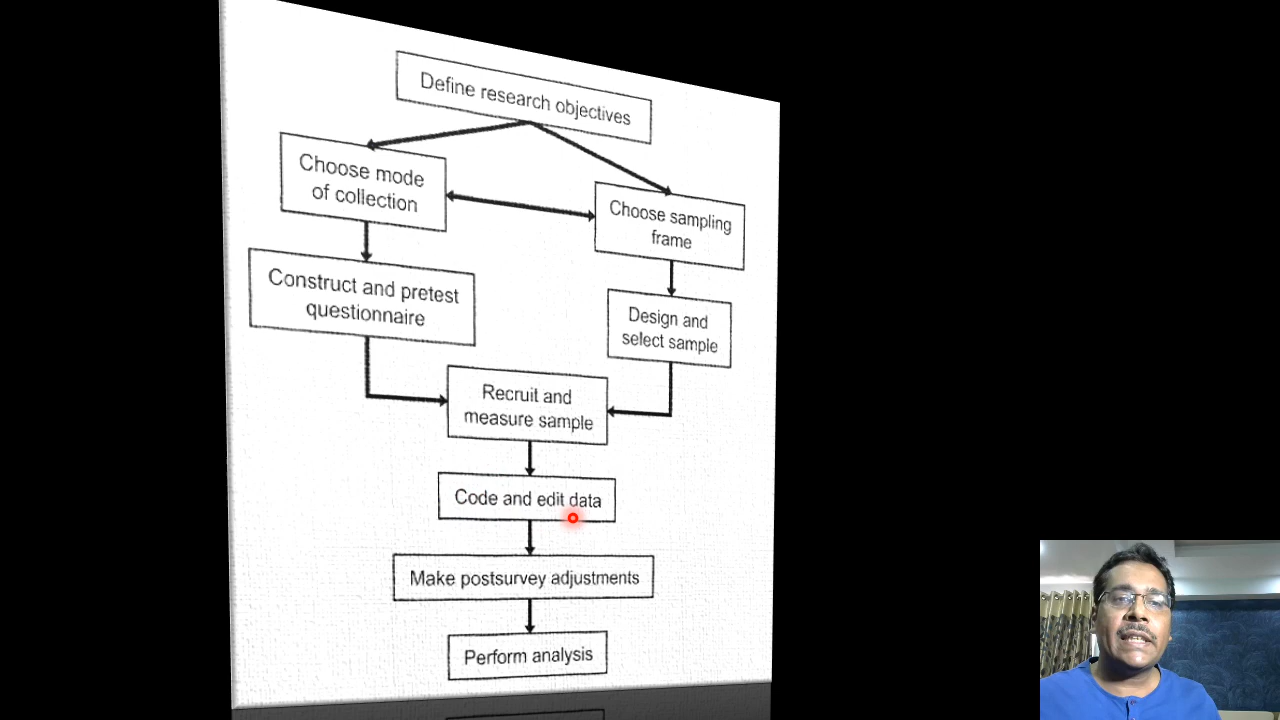 Define research objectives
Choose mode
of collection
Choose sampling
frame
Construct and pretest
questionnaire
Design and
select sample
Recruit and
measure sample
Code and edit data
Make postsurvey adjustments
Perform analysis